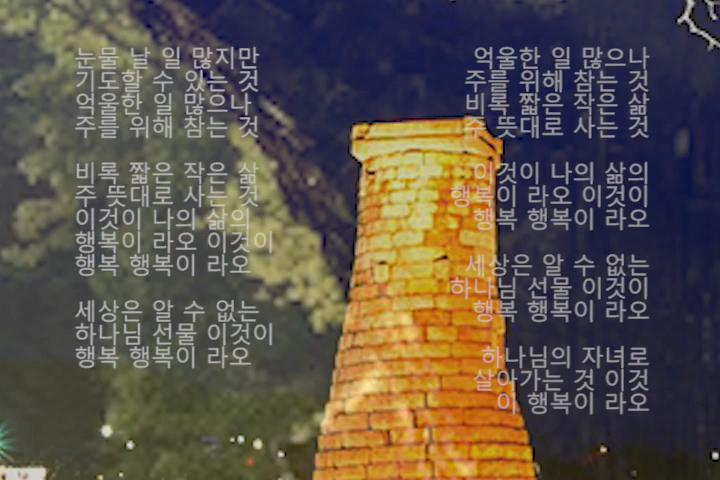 눈물 날 일 많지만
기도할 수 있는 것
억울한 일 많으나
주를 위해 참는 것
비록 짧은 작은 삶
주 뜻대로 사는 것
이것이 나의 삶의
행복이 라오 이것이
행복 행복이 라오
세상은 알 수 없는
하나님 선물 이것이
행복 행복이 라오
억울한 일 많으나
주를 위해 참는 것
비록 짧은 작은 삶
주 뜻대로 사는 것
이것이 나의 삶의
행복이 라오 이것이
행복 행복이 라오
세상은 알 수 없는
하나님 선물 이것이
행복 행복이 라오
하나님의 자녀로
살아가는 것 이것
이 행복이 라오